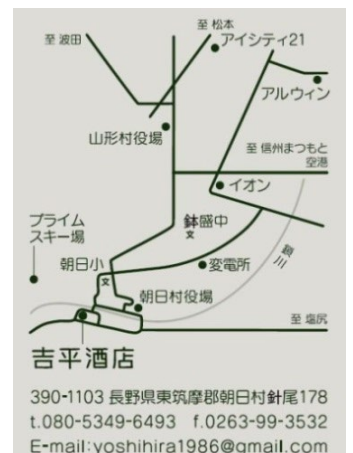 至 松本
至 波田
アイシティ21
アルウィン
山形村役場
至 信州まつもと
空港
イオン
プライム
スキー場
鉢盛中
文
鎖川
朝日小
文
変電所
朝日村役場
至 塩尻
吉平酒店
390-1103 長野県東筑摩郡朝日村針尾178
t.080-5349-6493 f.0263-99-3532
E-mail:yoshihira1986@gmail.com